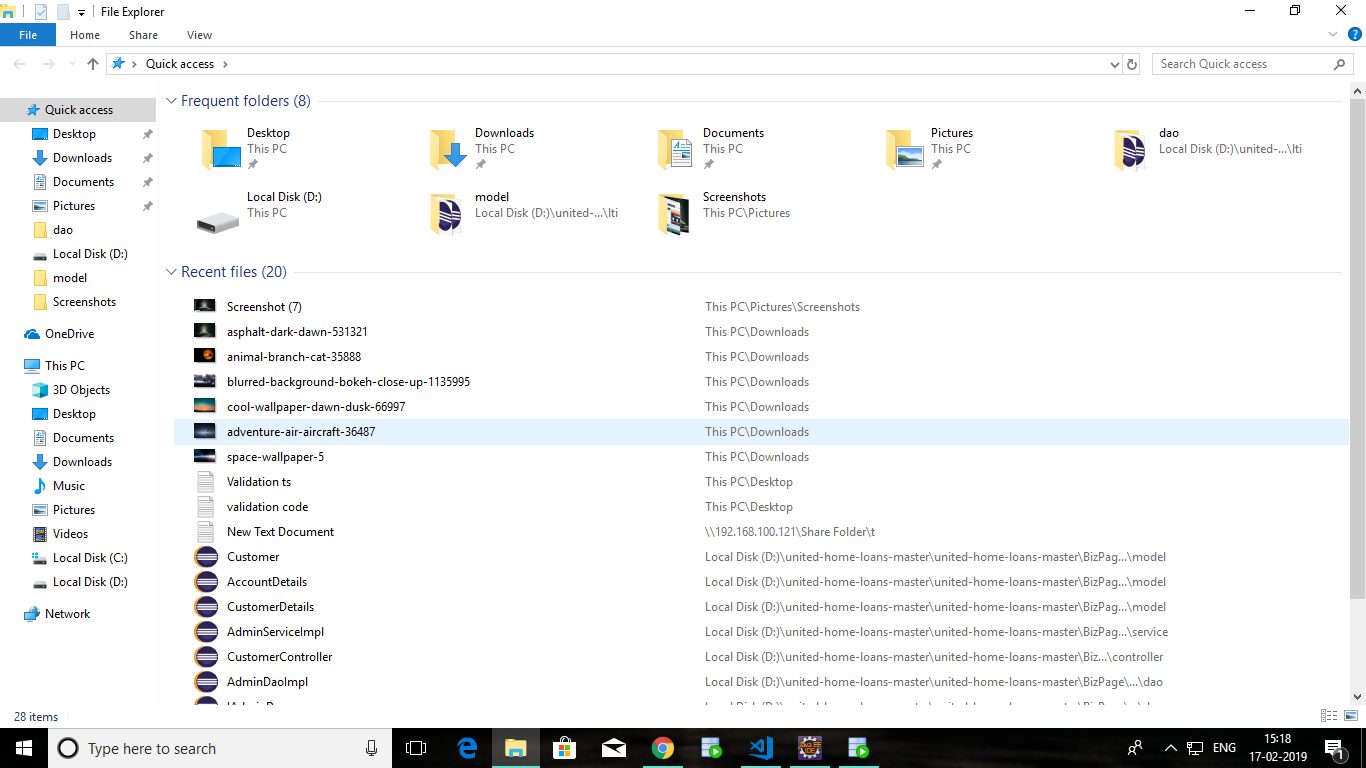 File Explorer
File Home Share View
Quick access
Search Quick access
Quick access
Desktop
Downloads
Documents
Pictures
dao
Local Disk (D:)
model
Screenshots
OneDrive
This PC
3D Objects
Desktop
Documents
Downloads
Music
Pictures
Videos
Local Disk (C:)
Local Disk (D:)
Network
Frequent folders (8)
Desktop
This PC
Downloads
This PC
Documents
This PC
Pictures
This PC
dao
Local Disk (D:)\united-...\lti
Local Disk (D:)
This PC
model
Local Disk (D:)\united-...\lti
Screenshots
This PC\Pictures
Recent files (20)
Screenshot (7) This PC\Pictures\Screenshots
asphalt-dark-dawn-531321 This PC\Downloads
animal-branch-cat-35888 This PC\Downloads
blurred-background-bokeh-close-up-1135995 This PC\Downloads
cool-wallpaper-dawn-dusk-66997 This PC\Downloads
adventure-air-aircraft-36487 This PC\Downloads
space-wallpaper-5 This PC\Downloads
Validation ts This PC\Desktop
validation code This PC\Desktop
New Text Document \\192.168.100.121\Share Folder\t
Customer Local Disk (D:)\united-home-loans-master\united-home-loans-master\BizPag...\model
AccountDetails Local Disk (D:)\united-home-loans-master\united-home-loans-master\BizPag...\model
CustomerDetails Local Disk (D:)\united-home-loans-master\united-home-loans-master\BizPag...\model
AdminServiceImpl Local Disk (D:)\united-home-loans-master\united-home-loans-master\BizPag...\service
CustomerController Local Disk (D:)\united-home-loans-master\united-home-loans-master\Biz...\controller
AdminDaoImpl Local Disk (D:)\united-home-loans-master\united-home-loans-master\BizPage\...\dao
28 items
Type here to search
ENG
15:18
17-02-2019
1